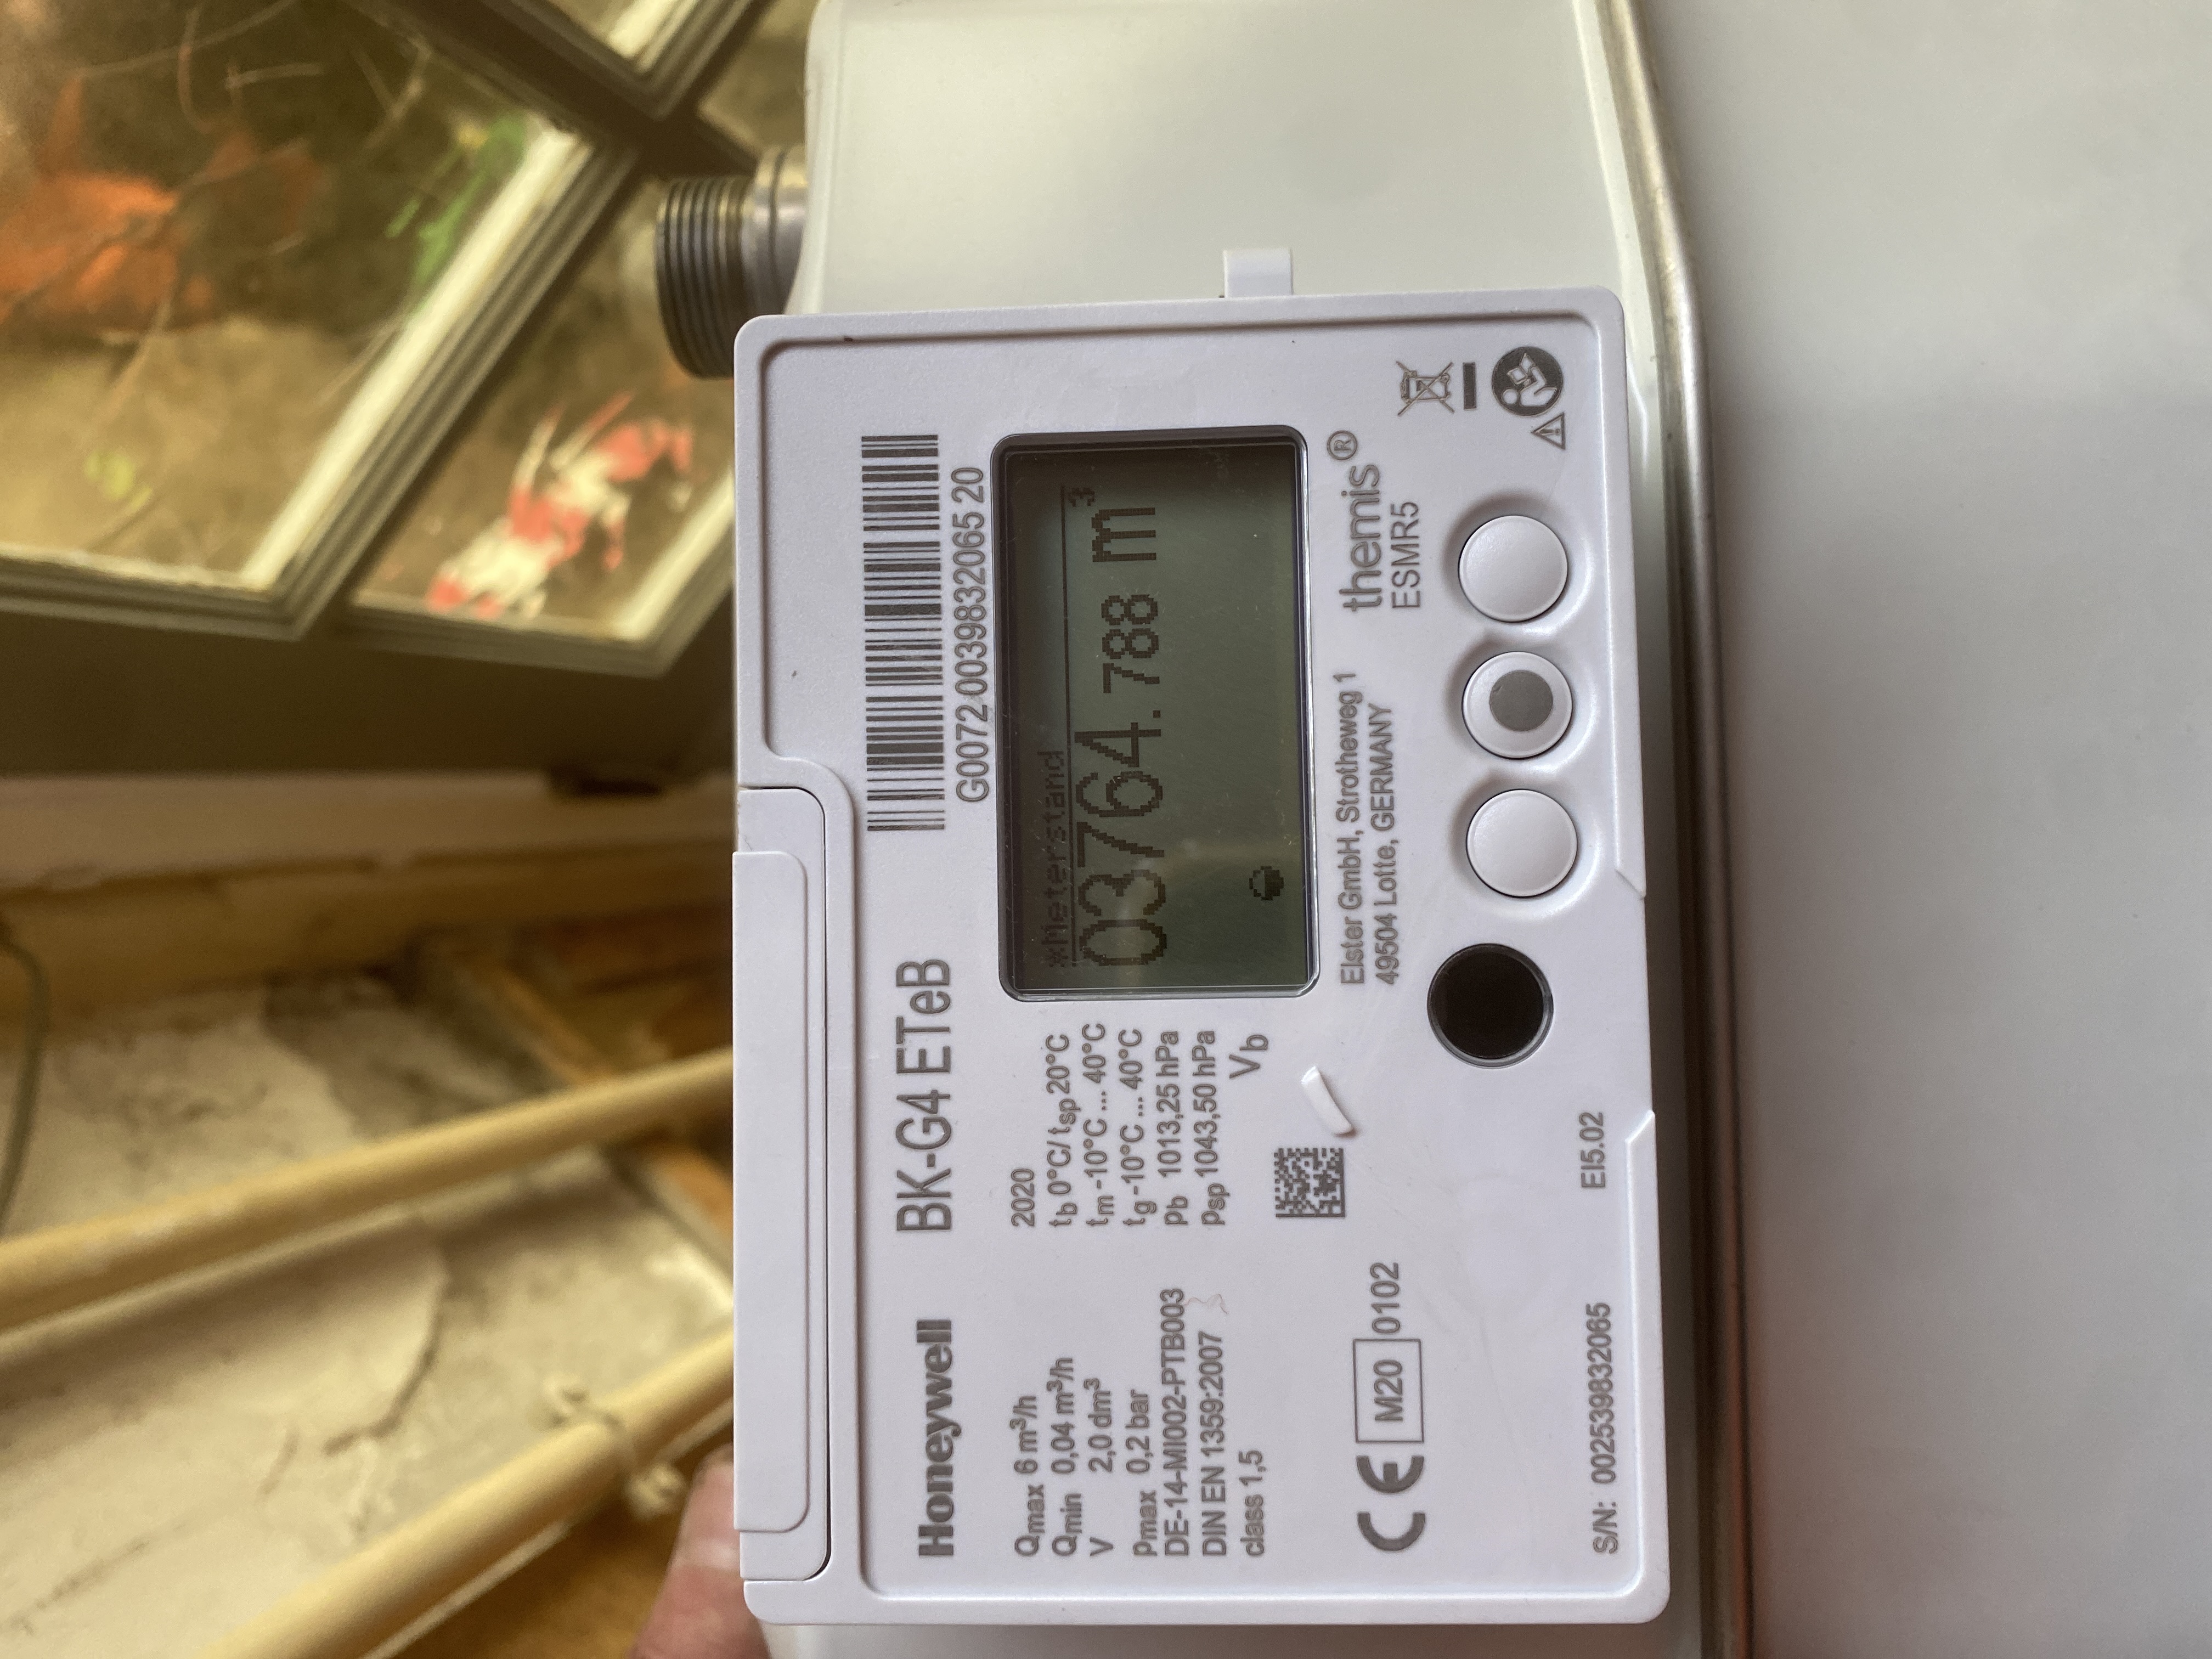 Honeywell
BK-G4 ETeB
G0072 0039832065 20
Qmax 6 m³/h
Qmin 0,04 m³/h
V 2,0 dm³
pmax 0,2 bar
DE-14-MI002-PTB003
DIN EN 1359:2007
class 1,5
2020
tb 0°C/ tsp 20°C
tm -10°C ... 40°C
tg -10°C ... 40°C
pb 1013,25 hPa
psp 1043,50 hPa
Vb
*Meterstand
03764.788 m³
CE M20 0102
Elster GmbH, Strotheweg 1
49504 Lotte, GERMANY
themis®
ESMR5
S/N: 002539832065
EI5.02